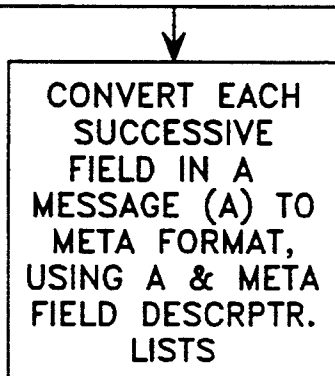 CONVERT EACH
SUCCESSIVE
FIELD IN A
MESSAGE (A) TO
META FORMAT,
USING A & META
FIELD DESCRPTR.
LISTS